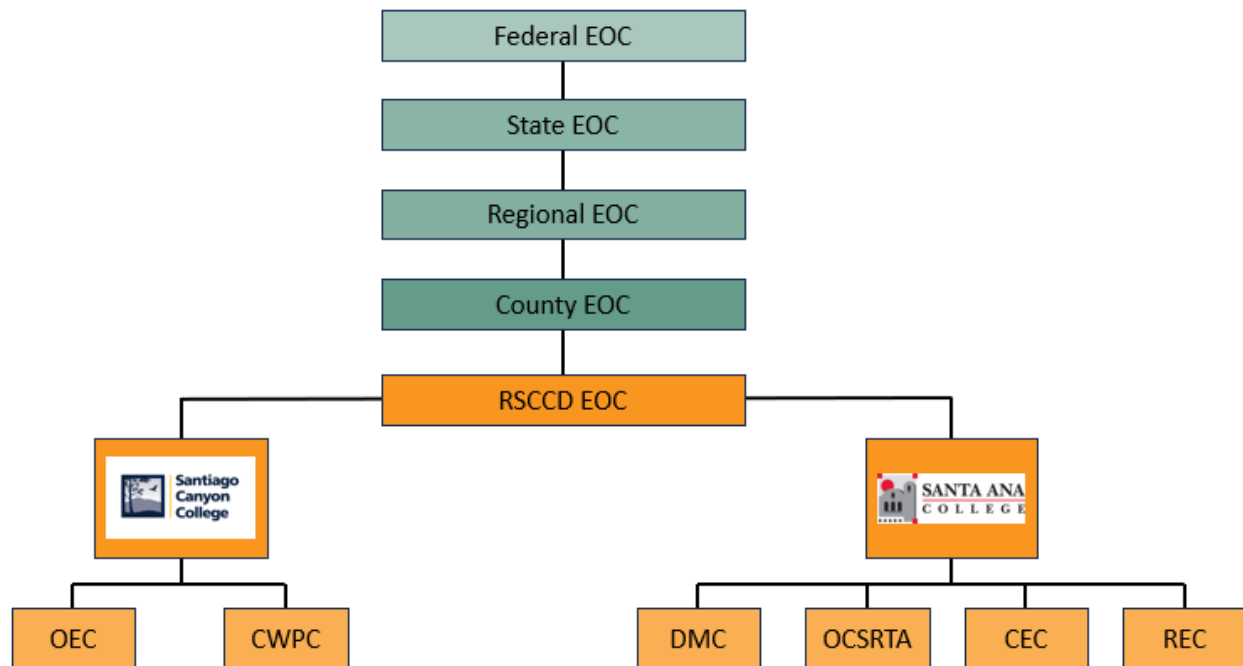 Federal EOC
State EOC
Regional EOC
County EOC
RSCCD EOC
Santiago
Canyon
College
SANTA ANA
COLLEGE
OEC
CWPC
DMC
OCSRTA
CEC
REC